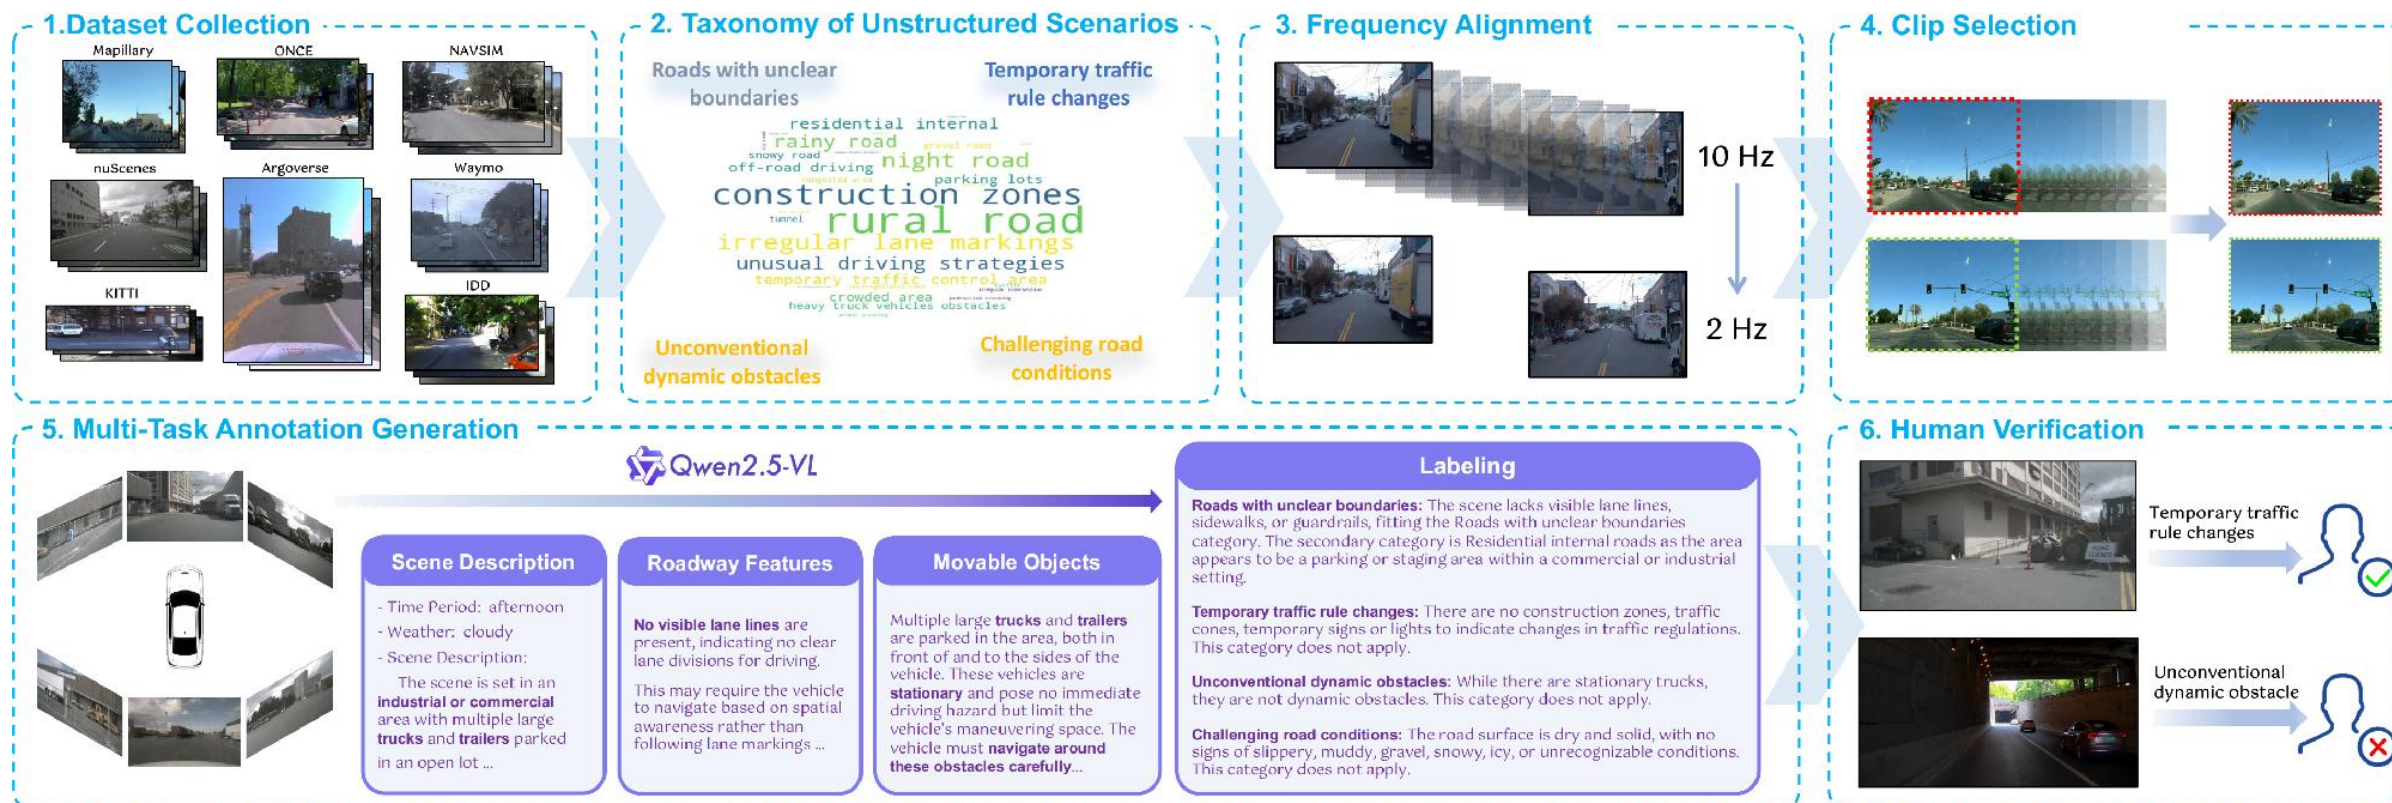 1.Dataset Collection
Mapillary
ONCE
NAVSIM
nuScenes
Argoverse
Waymo
KITTI
IDD
2. Taxonomy of Unstructured Scenarios
Roads with unclear
boundaries
Temporary traffic
rule changes
residential internal
rainy road
gravel road
snowy road
night road
off-road driving
congested area
parking lots
construction zones
tunnel
rural road
irregular lane markings
unusual driving strategies
temporary traffic control area
irregular intersection
crowded area
pedestrian crossing
heavy truck vehicles obstacles
animal crossing
Unconventional
dynamic obstacles
Challenging road
conditions
3. Frequency Alignment
10 Hz
2 Hz
4. Clip Selection
5. Multi-Task Annotation Generation
Qwen2.5-VL
Scene Description
- Time Period: afternoon
- Weather: cloudy
- Scene Description:
The scene is set in an
industrial or commercial
area with multiple large
trucks and trailers parked
in an open lot ...
Roadway Features
No visible lane lines are
present, indicating no clear
lane divisions for driving.
This may require the vehicle
to navigate based on spatial
awareness rather than
following lane markings ...
Movable Objects
Multiple large trucks and trailers
are parked in the area, both in
front of and to the sides of the
vehicle. These vehicles are
stationary and pose no immediate
driving hazard but limit the
vehicle's maneuvering space. The
vehicle must navigate around
these obstacles carefully...
Labeling
Roads with unclear boundaries: The scene lacks visible lane lines,
sidewalks, or guardrails, fitting the Roads with unclear boundaries
category. The secondary category is Residential internal roads as the area
appears to be a parking or staging area within a commercial or industrial
setting.
Temporary traffic rule changes: There are no construction zones, traffic
cones, temporary signs or lights to indicate changes in traffic regulations.
This category does not apply.
Unconventional dynamic obstacles: While there are stationary trucks,
they are not dynamic obstacles. This category does not apply.
Challenging road conditions: The road surface is dry and solid, with no
signs of slippery, muddy, gravel, snowy, icy, or unrecognizable conditions.
This category does not apply.
6. Human Verification
ROAD
CLOSED
Temporary traffic
rule changes
Unconventional
dynamic obstacle